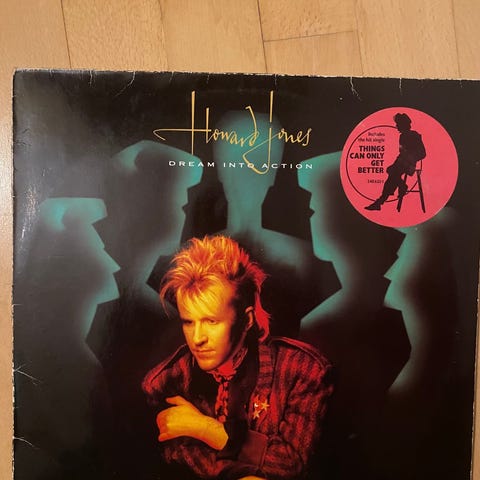 Howard Jones
DREAM INTO ACTION
Includes
the hit single
THINGS
CAN ONLY
GET
BETTER